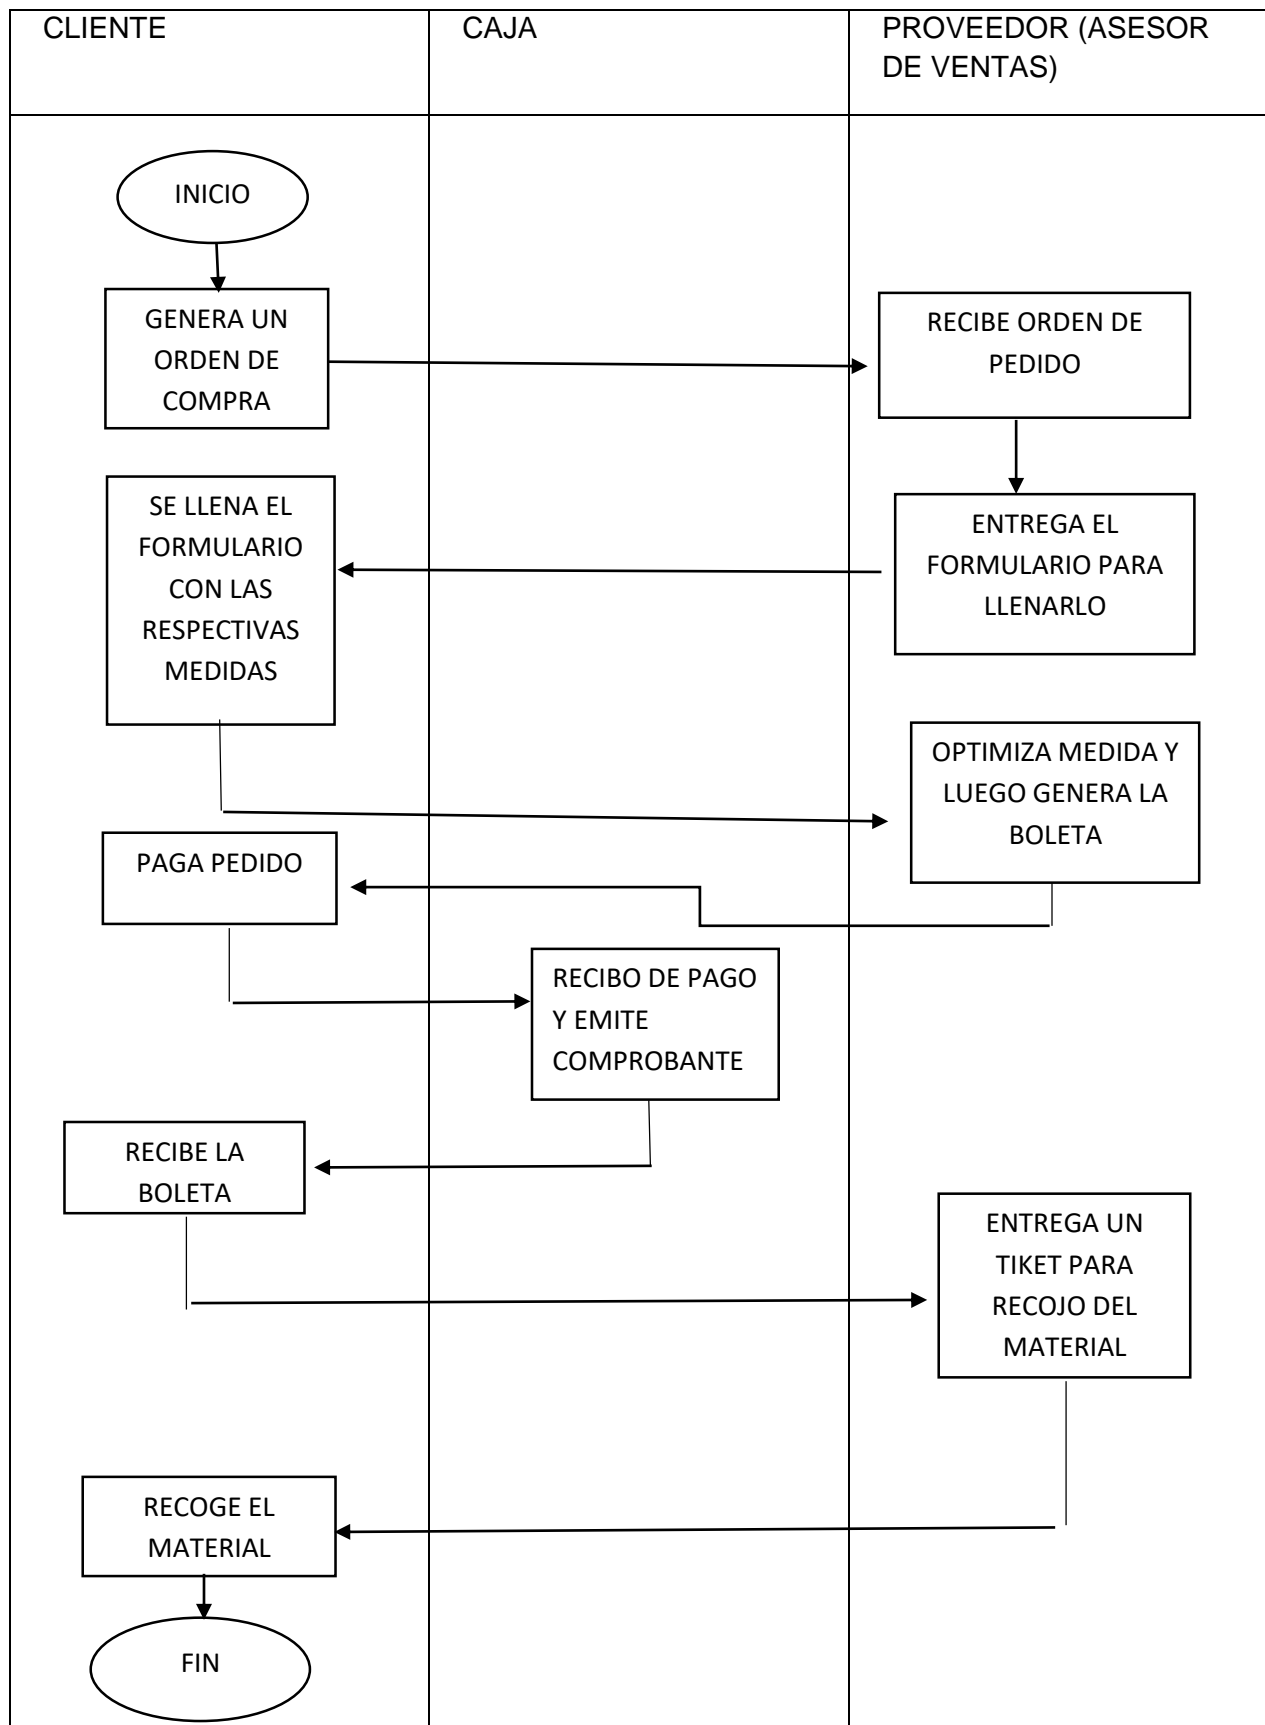 CLIENTE
CAJA
PROVEEDOR (ASESOR
DE VENTAS)
INICIO
GENERA UN
ORDEN DE
COMPRA
RECIBE ORDEN DE
PEDIDO
ENTREGA EL
FORMULARIO PARA
LLENARLO
SE LLENA EL
FORMULARIO
CON LAS
RESPECTIVAS
MEDIDAS
OPTIMIZA MEDIDA Y
LUEGO GENERA LA
BOLETA
PAGA PEDIDO
RECIBO DE PAGO
Y EMITE
COMPROBANTE
RECIBE LA
BOLETA
ENTREGA UN
TIKET PARA
RECOJO DEL
MATERIAL
RECOGE EL
MATERIAL
FIN